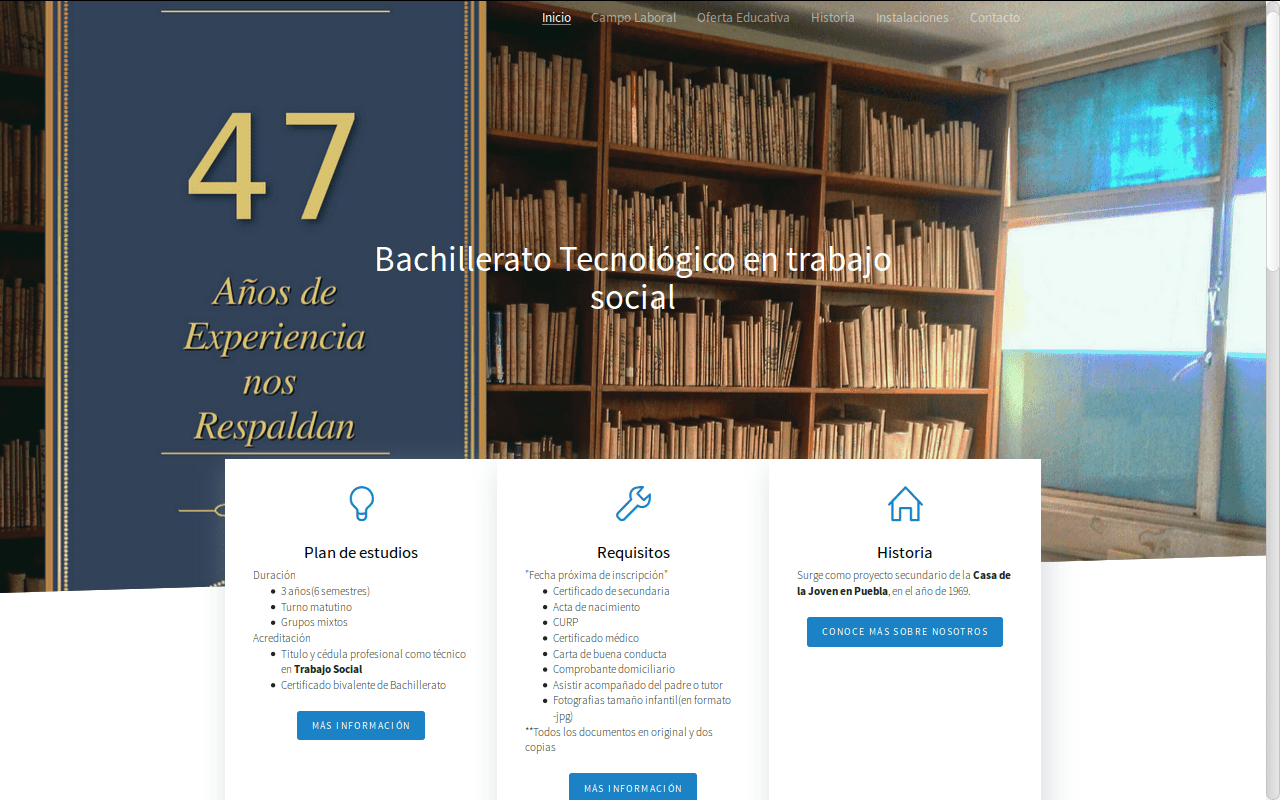 Inicio Campo Laboral Oferta Educativa Historia Instalaciones Contacto
47
Años de
Experiencia
nos
Respaldan
Bachillerato Tecnológico en trabajo
social
Plan de estudios
Duración
3 años(6 semestres)
Turno matutino
Grupos mixtos
Acreditación
Titulo y cédula profesional como técnico
en Trabajo Social
Certificado bivalente de Bachillerato
MÁS INFORMACIÓN
Requisitos
"Fecha próxima de inscripción"
Certificado de secundaria
Acta de nacimiento
CURP
Certificado médico
Carta de buena conducta
Comprobante domiciliario
Asistir acompañado del padre o tutor
Fotografias tamaño infantil(en formato
-jpg)
**Todos los documentos en original y dos
copias
MÁS INFORMACIÓN
Historia
Surge como proyecto secundario de la Casa de
la Joven en Puebla, en el año de 1969.
CONOCE MÁS SOBRE NOSOTROS